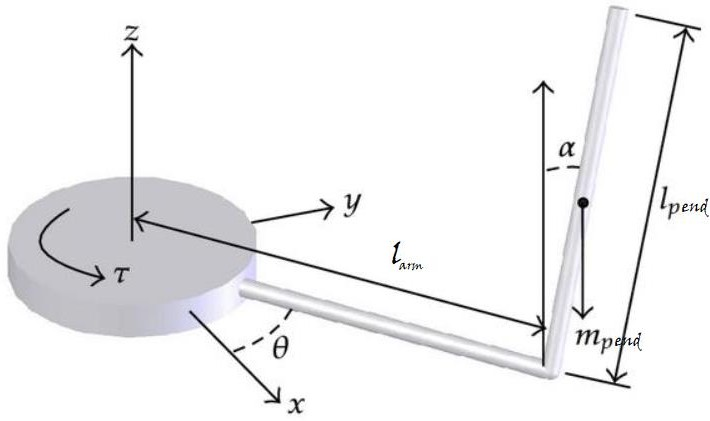 z
α
y
l_pend
l_arm
τ
m_pend
θ
x